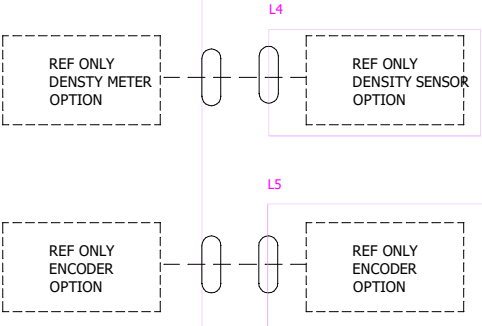 L4
REF ONLY
DENSTY METER
OPTION
REF ONLY
DENSITY SENSOR
OPTION
L5
REF ONLY
ENCODER
OPTION
REF ONLY
ENCODER
OPTION